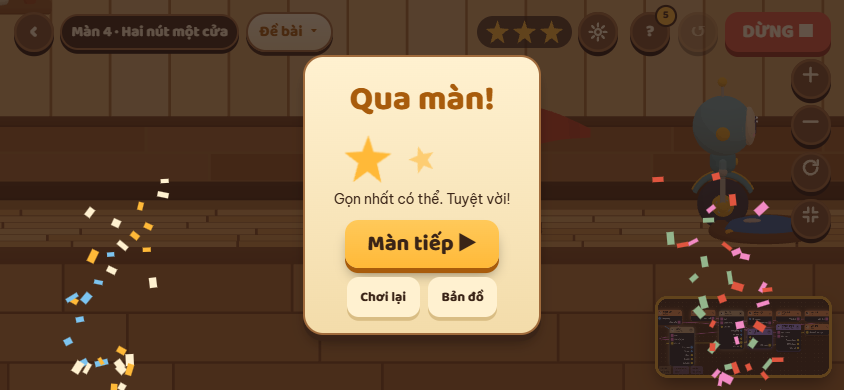 Màn 4 · Hai nút một cửa
Đề bài
5
?
DỪNG
Qua màn!
Gọn nhất có thể. Tuyệt vời!
Màn tiếp
Chơi lại
Bản đồ